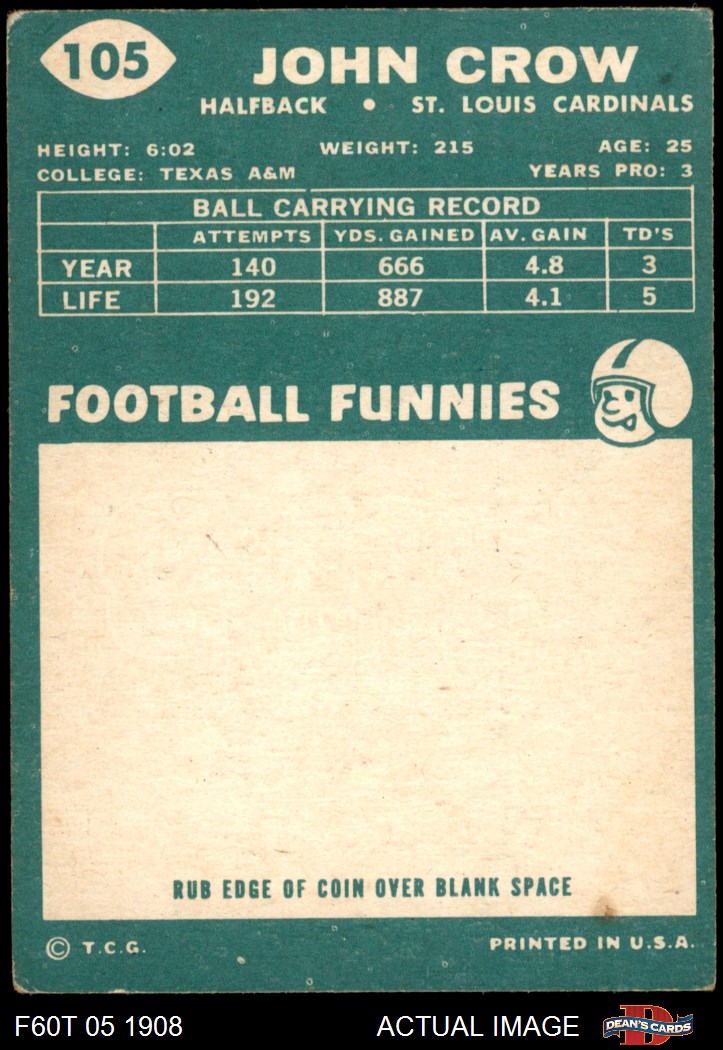 105
JOHN CROW
HALFBACK • ST. LOUIS CARDINALS
HEIGHT: 6:02 WEIGHT: 215 AGE: 25
COLLEGE: TEXAS A&M YEARS PRO: 3
BALL CARRYING RECORD
ATTEMPTS YDS. GAINED AV. GAIN TD'S
YEAR 140 666 4.8 3
LIFE 192 887 4.1 5
FOOTBALL FUNNIES
RUB EDGE OF COIN OVER BLANK SPACE
© T.C.G. PRINTED IN U.S.A.
F60T 05 1908 ACTUAL IMAGE D DEAN'S CARDS